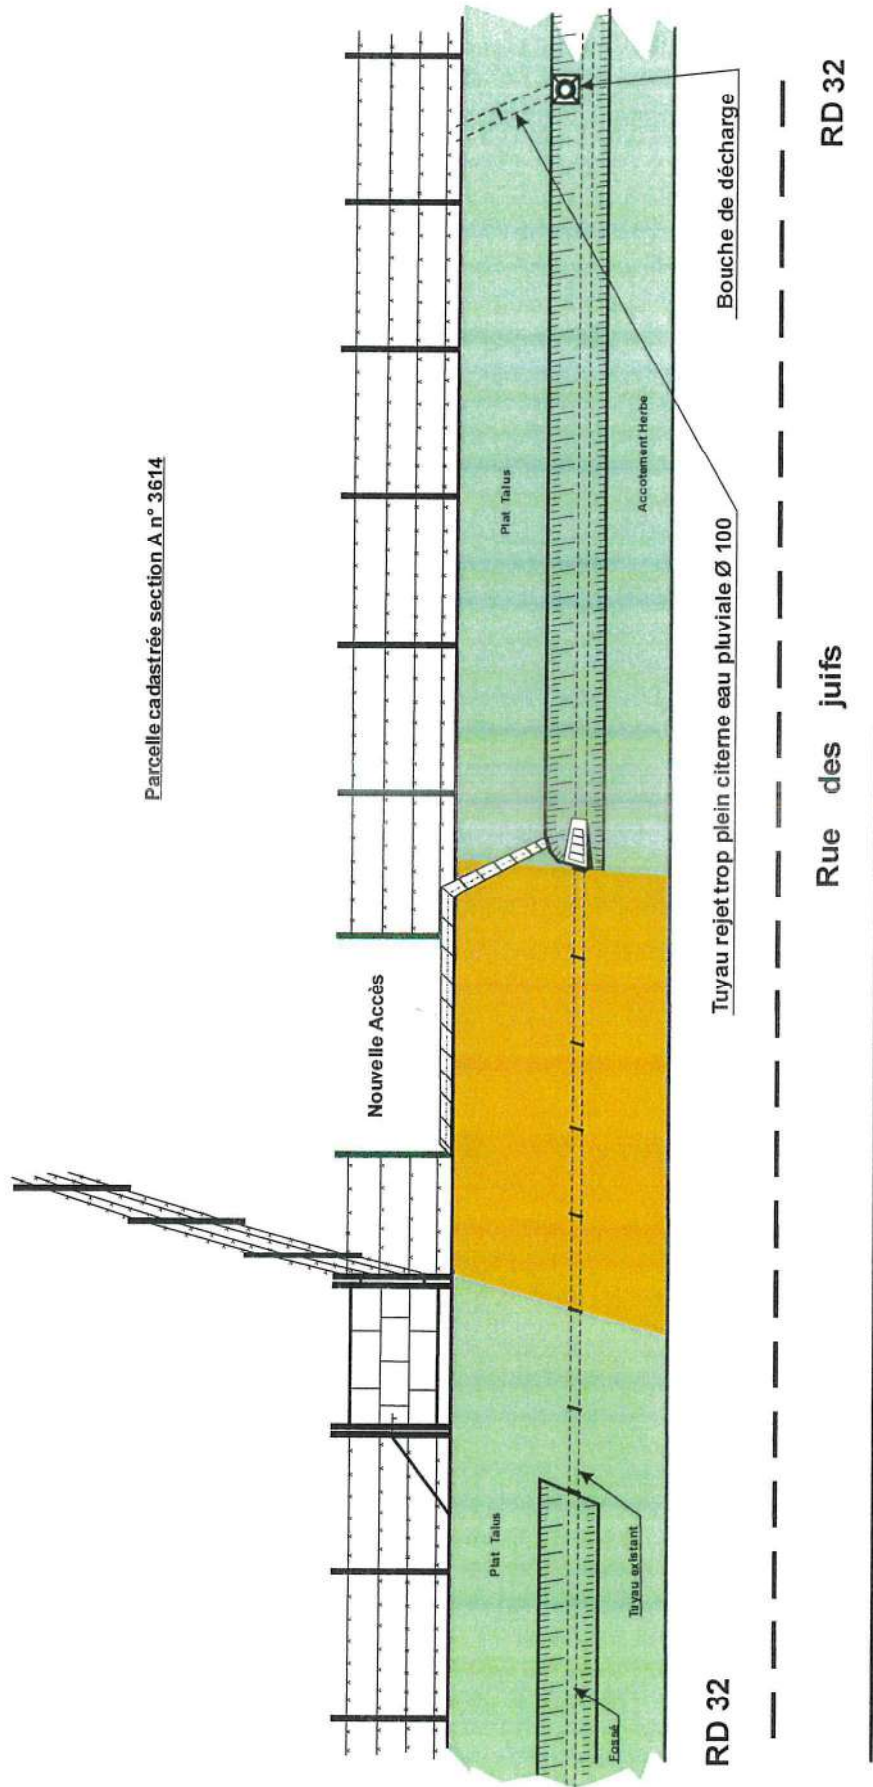 Parcelle cadastrée section A n° 3614
Nouvelle Accès
Plat Talus
Plat Talus
Accotement Herbe
Fossé
Tuyau existant
Bouche de décharge
Tuyau rejet trop plein citerne eau pluviale Ø 100
RD 32
RD 32
Rue des juifs